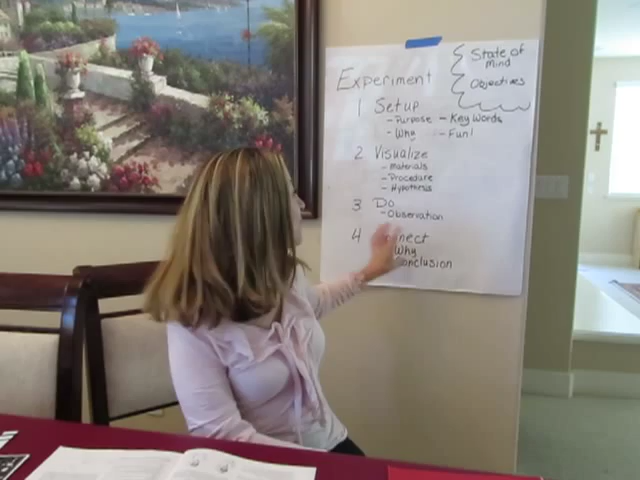 Experiment
State of
Mind
Objectives
1 Setup
- Purpose - Key Words
- Why - Fun!
2 Visualize
- Materials
- Procedure
- Hypothesis
3 Do
- Observation
4
Why